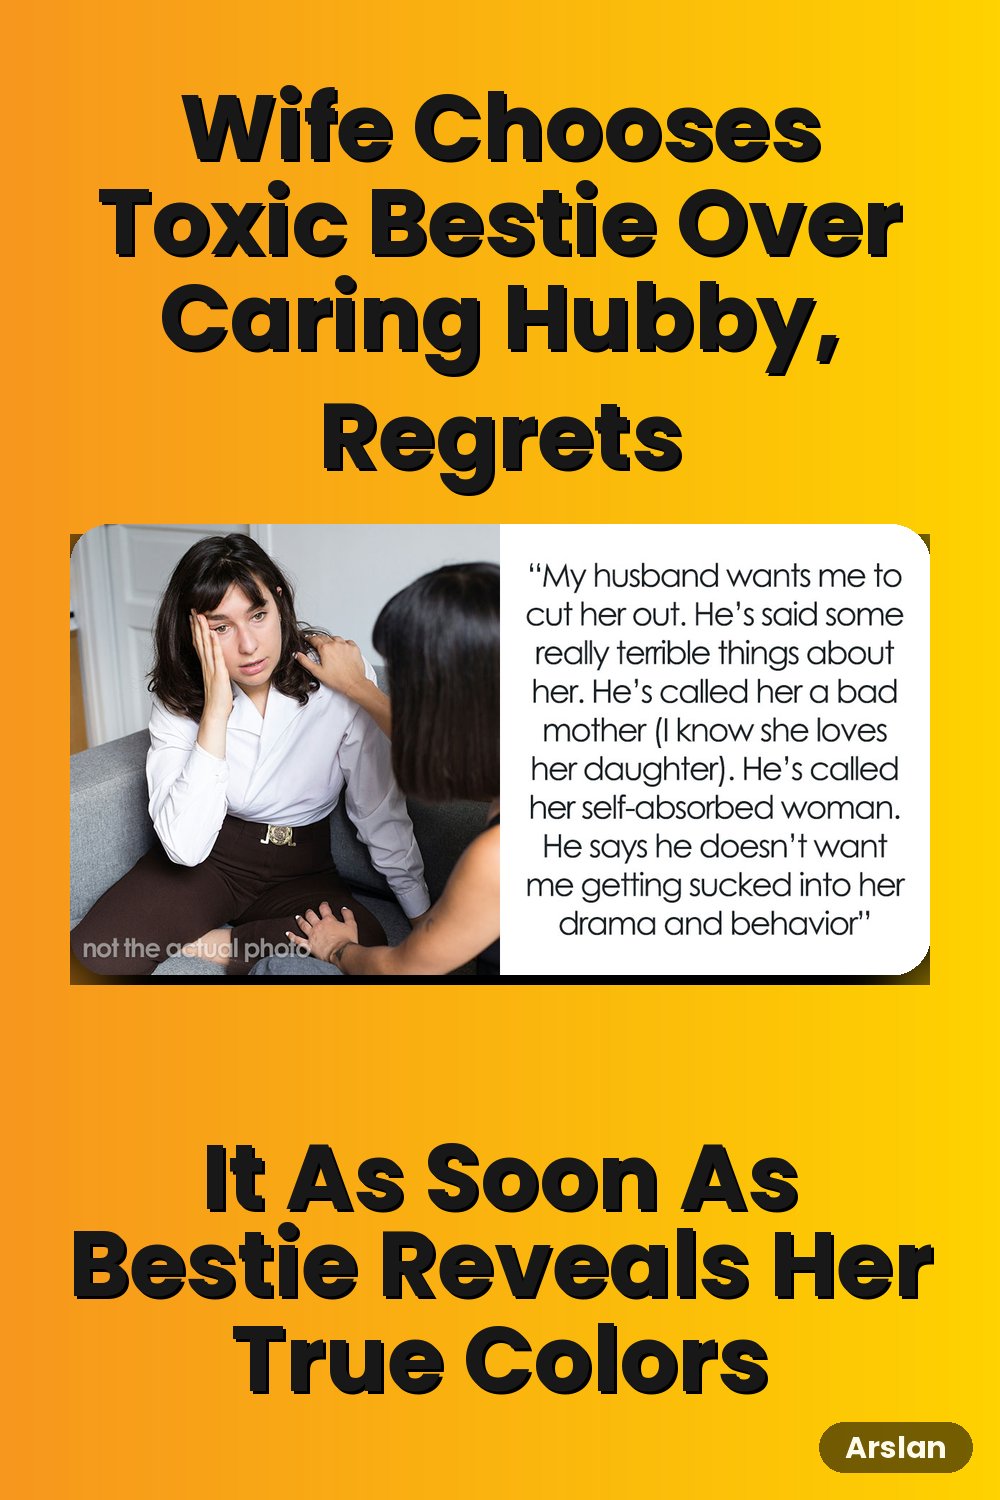 Wife Chooses
Toxic Bestie Over
Caring Hubby,
Regrets
“My husband wants me to
cut her out. He’s said some
really terrible things about
her. He’s called her a bad
mother (I know she loves
her daughter). He’s called
her self-absorbed woman.
He says he doesn’t want
me getting sucked into her
drama and behavior”
not the actual photo
It As Soon As
Bestie Reveals Her
True Colors
Arslan